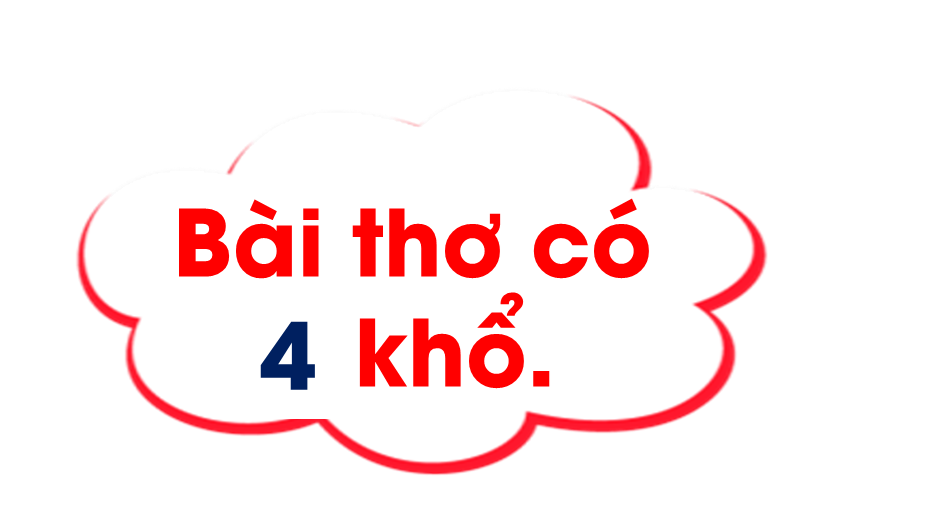 Bài thơ có
4 khổ.